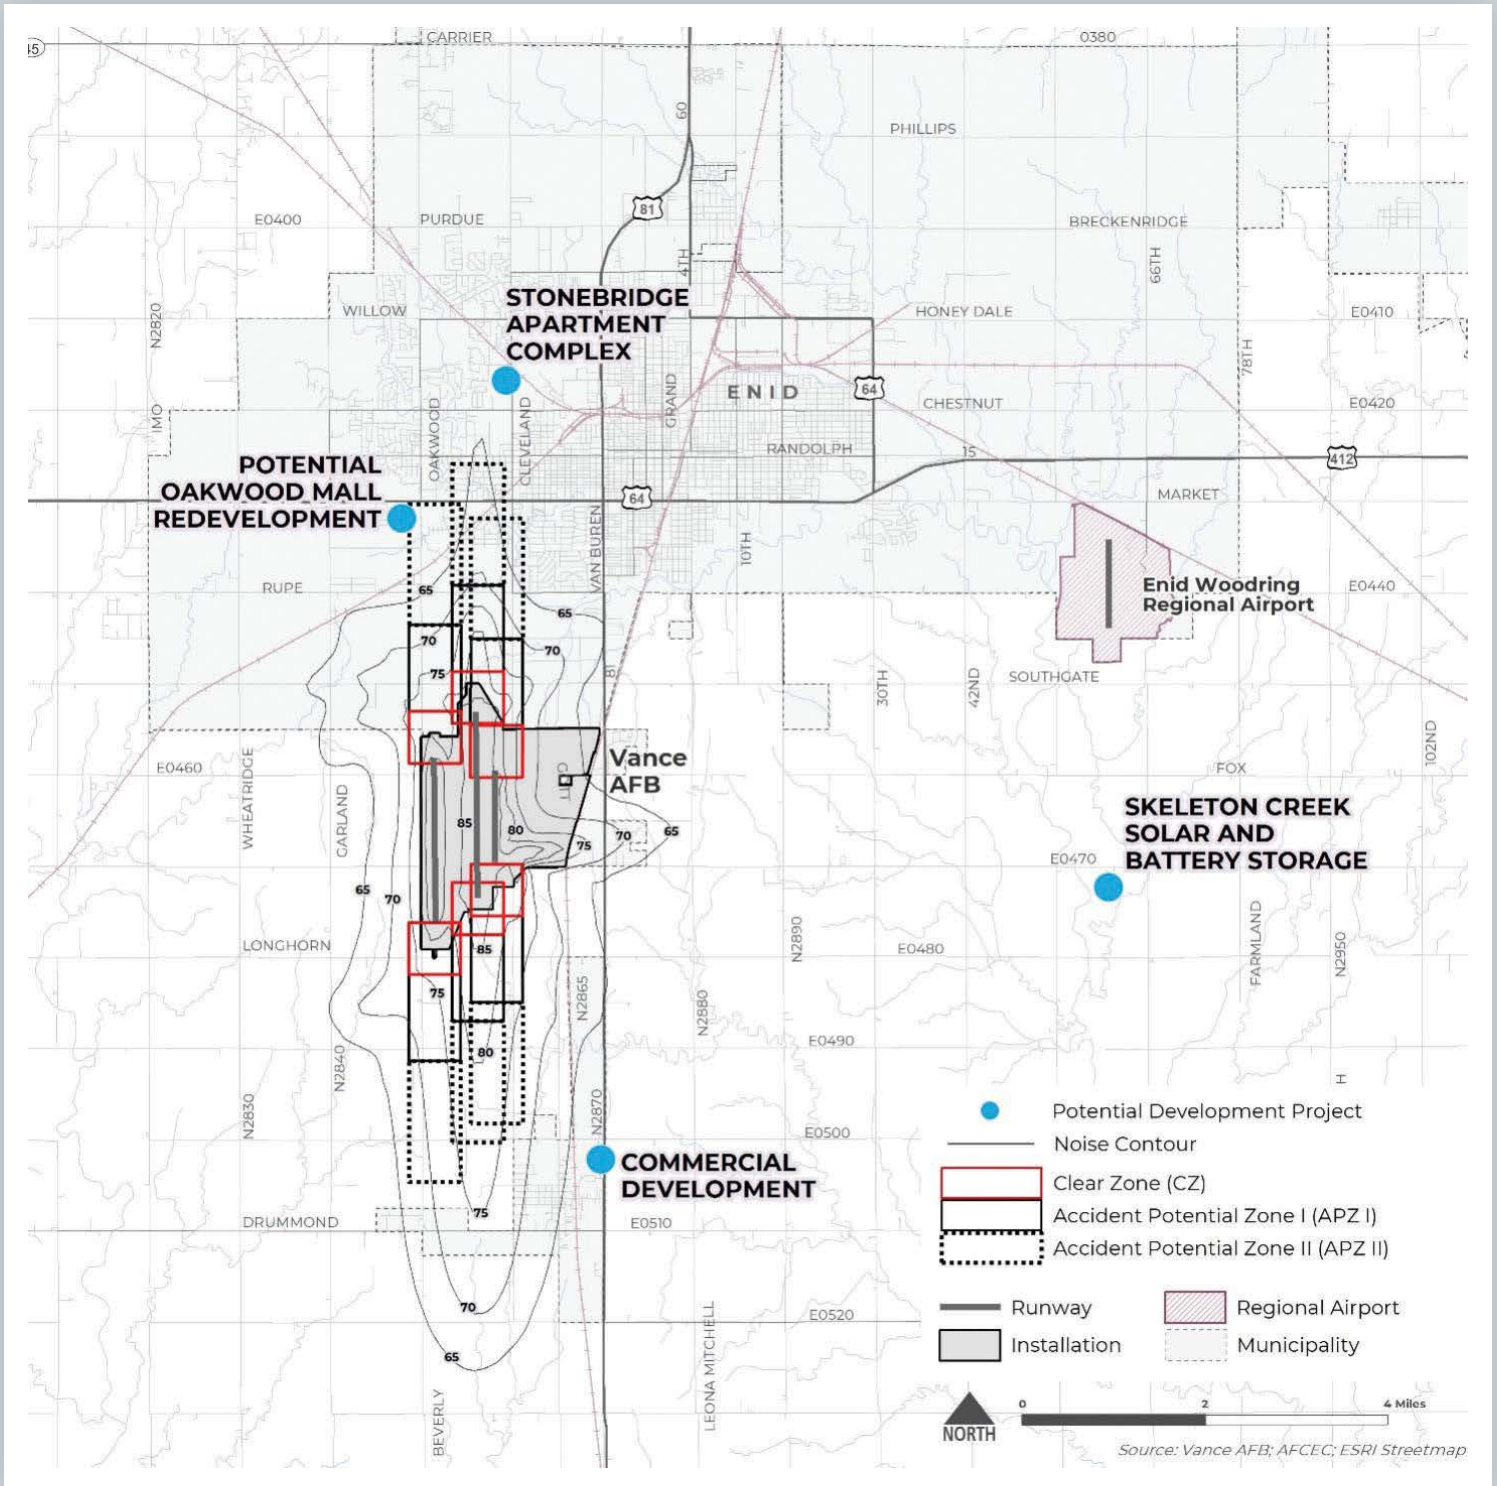 CARRIER
0380
45
60
PHILLIPS
81
E0400
PURDUE
BRECKENRIDGE
4TH
66TH
STONEBRIDGE
APARTMENT
COMPLEX
WILLOW
HONEY DALE
E0410
N2820
78TH
ENID
64
GRAND
CHESTNUT
E0420
IMO
OAKWOOD
CLEVELAND
RANDOLPH
15
412
POTENTIAL
OAKWOOD MALL
REDEVELOPMENT
64
MARKET
VAN BUREN
10TH
RUPE
65
65
Enid Woodring
Regional Airport
E0440
70
70
75
81
30TH
42ND
SOUTHGATE
102ND
WHEATRIDGE
GARLAND
E0460
Vance
AFB
FOX
85
80
75
70
65
SKELETON CREEK
SOLAR AND
BATTERY STORAGE
E0470
65
70
LONGHORN
85
N2890
E0480
FARMLAND
N2950
75
N2865
N2880
80
E0490
N2840
N2830
N2870
H
E0500
COMMERCIAL
DEVELOPMENT
DRUMMOND
75
E0510
70
E0520
65
BEVERLY
LEONA MITCHELL
Potential Development Project
Noise Contour
Clear Zone (CZ)
Accident Potential Zone I (APZ I)
Accident Potential Zone II (APZ II)
Runway
Regional Airport
Installation
Municipality
NORTH
0 2 4 Miles
Source: Vance AFB; AFCEC; ESRI Streetmap